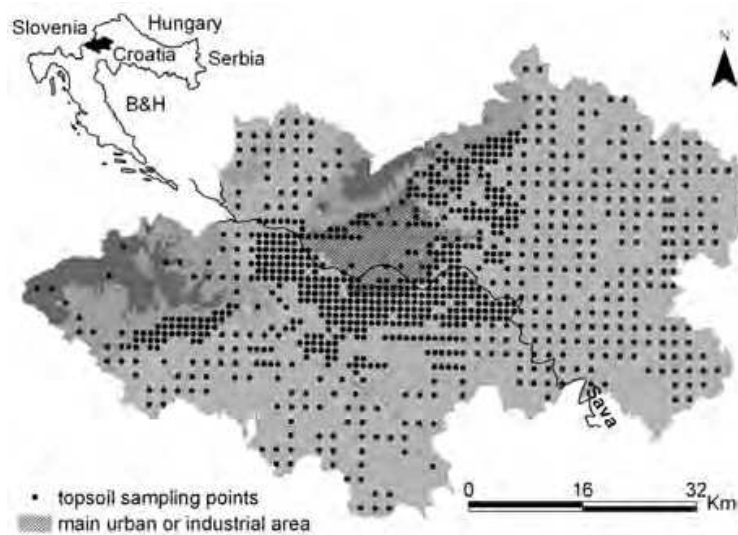 Slovenia
Hungary
Croatia
Serbia
B&H
N
Sava
topsoil sampling points
main urban or industrial area
0 16 32
Km